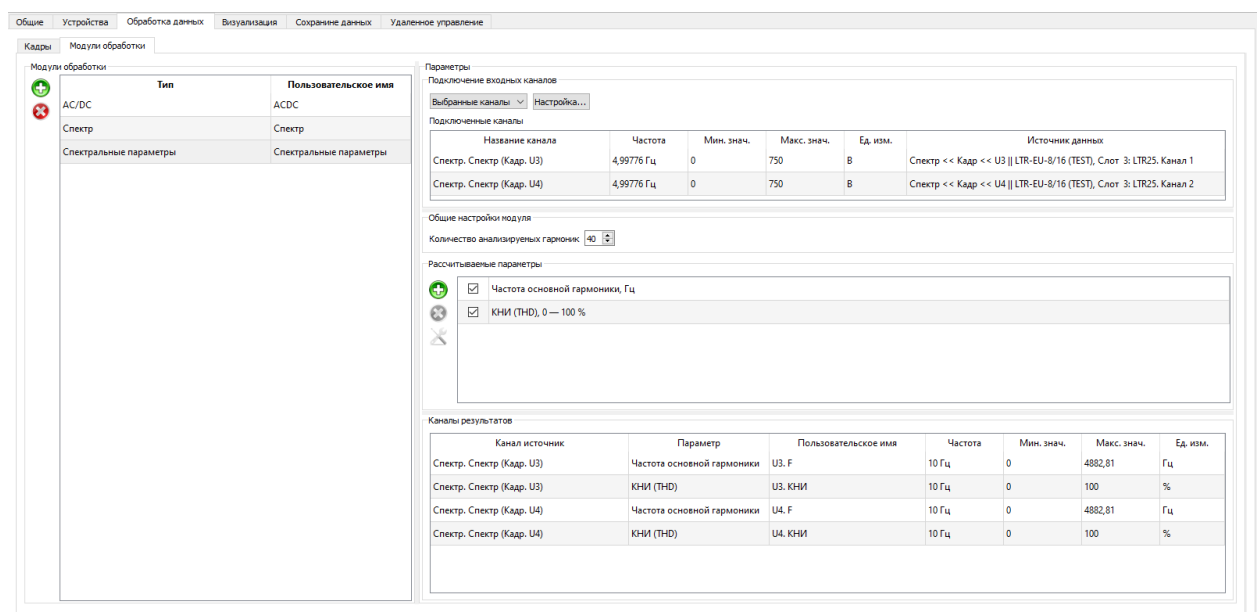 Общие Устройства Обработка данных Визуализация Сохранине данных Удаленное управление
Кадры Модули обработки
Модули обработки
Тип Пользовательское имя
AC/DC ACDC
Спектр Спектр
Спектральные параметры Спектральные параметры
Параметры
Подключение входных каналов
Выбранные каналы Настройка...
Подключенные каналы
Название канала Частота Мин. знач. Макс. знач. Ед. изм. Источник данных
Спектр. Спектр (Кадр. U3) 4,99776 Гц 0 750 В Спектр << Кадр << U3 || LTR-EU-8/16 (TEST), Слот 3: LTR25. Канал 1
Спектр. Спектр (Кадр. U4) 4,99776 Гц 0 750 В Спектр << Кадр << U4 || LTR-EU-8/16 (TEST), Слот 3: LTR25. Канал 2
Общие настройки модуля
Количество анализируемых гармоник 40
Рассчитываемые параметры
Частота основной гармоники, Гц
КНИ (THD), 0 — 100 %
Каналы результатов
Канал источник Параметр Пользовательское имя Частота Мин. знач. Макс. знач. Ед. изм.
Спектр. Спектр (Кадр. U3) Частота основной гармоники U3. F 10 Гц 0 4882,81 Гц
Спектр. Спектр (Кадр. U3) КНИ (THD) U3. КНИ 10 Гц 0 100 %
Спектр. Спектр (Кадр. U4) Частота основной гармоники U4. F 10 Гц 0 4882,81 Гц
Спектр. Спектр (Кадр. U4) КНИ (THD) U4. КНИ 10 Гц 0 100 %